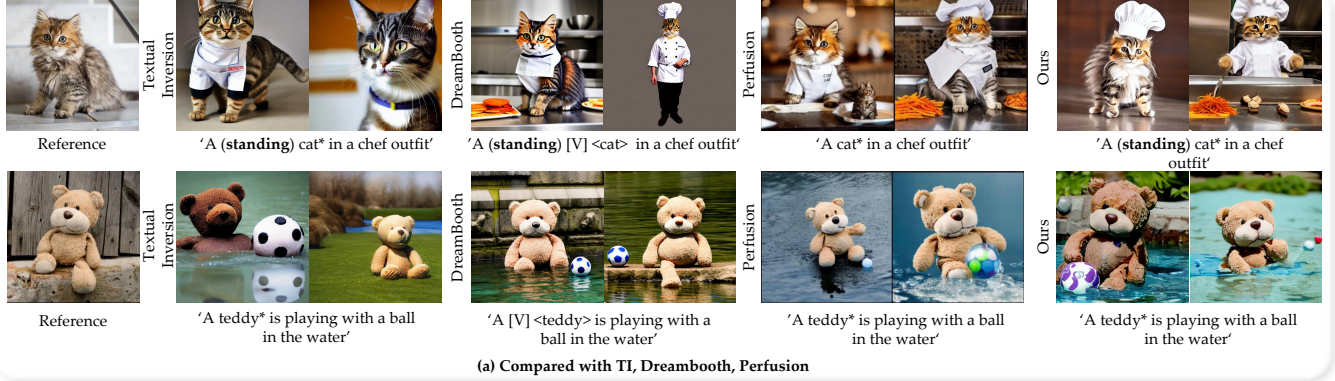 Reference
Textual
Inversion
'A (standing) cat* in a chef outfit'
DreamBooth
'A (standing) [V] <cat> in a chef outfit'
Perfusion
'A cat* in a chef outfit'
Ours
'A (standing) cat* in a chef
outfit'
Reference
Textual
Inversion
'A teddy* is playing with a ball
in the water'
DreamBooth
'A [V] <teddy> is playing with a
ball in the water'
Perfusion
'A teddy* is playing with a ball
in the water'
Ours
'A teddy* is playing with a ball
in the water'
(a) Compared with TI, Dreambooth, Perfusion